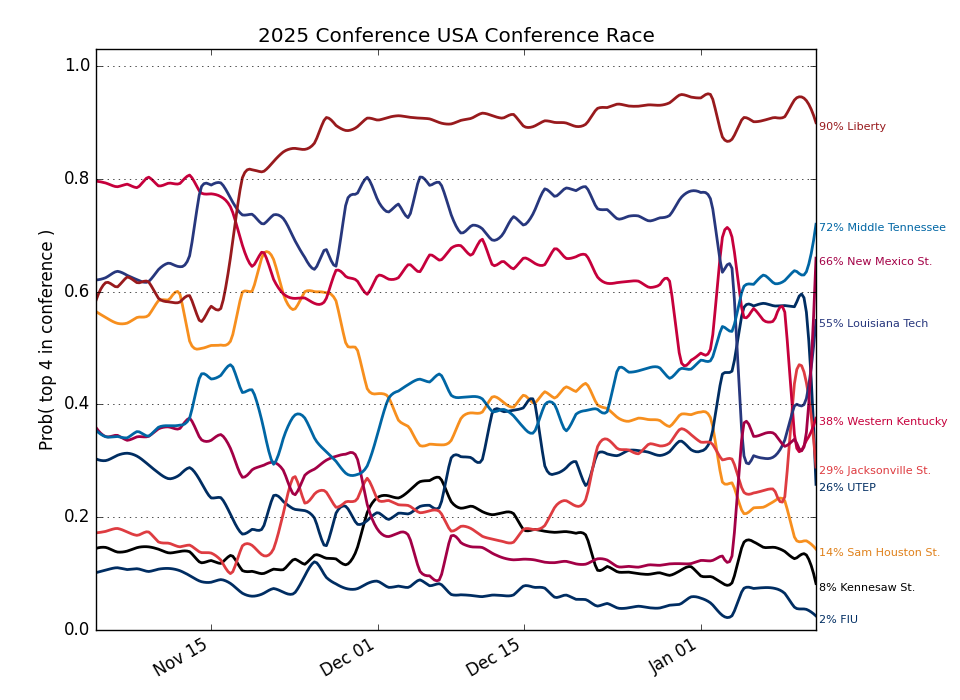 2025 Conference USA Conference Race
Prob( top 4 in conference )
1.0
0.8
0.6
0.4
0.2
0.0
Nov 15
Dec 01
Dec 15
Jan 01
90% Liberty
72% Middle Tennessee
66% New Mexico St.
55% Louisiana Tech
38% Western Kentucky
29% Jacksonville St.
26% UTEP
14% Sam Houston St.
8% Kennesaw St.
2% FIU